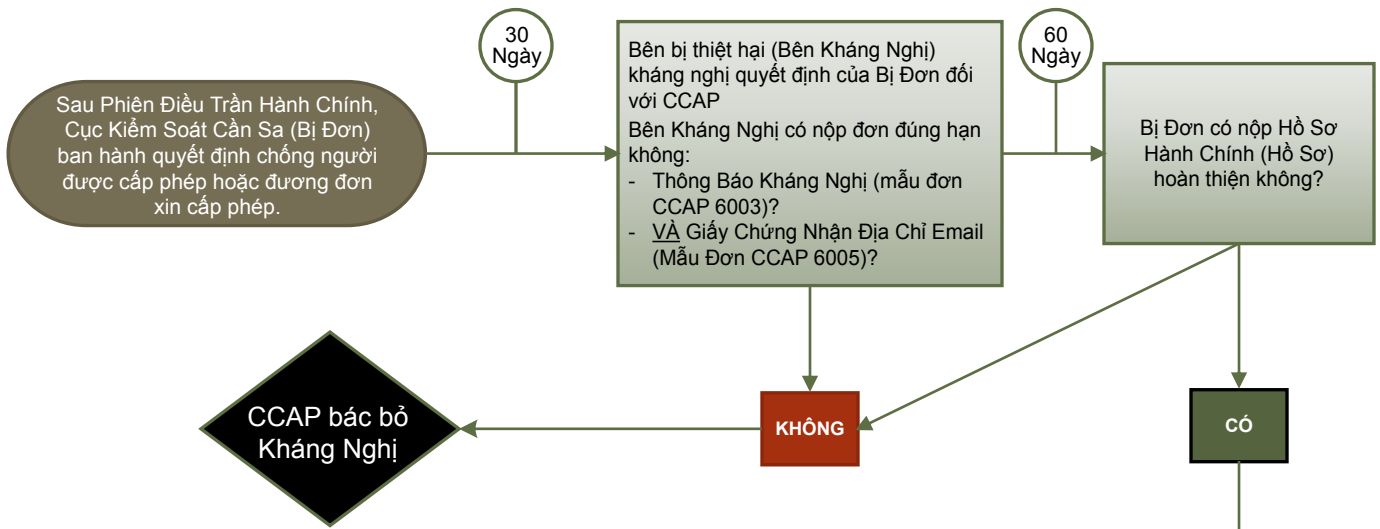 Sau Phiên Điều Trần Hành Chính,
Cục Kiểm Soát Cần Sa (Bị Đơn)
ban hành quyết định chống người
được cấp phép hoặc đương đơn
xin cấp phép.
30
Ngày
Bên bị thiệt hại (Bên Kháng Nghị)
kháng nghị quyết định của Bị Đơn đối
với CCAP
Bên Kháng Nghị có nộp đơn đúng hạn
không:
- Thông Báo Kháng Nghị (mẫu đơn
CCAP 6003)?
- VÀ Giấy Chứng Nhận Địa Chỉ Email
(Mẫu Đơn CCAP 6005)?
60
Ngày
Bị Đơn có nộp Hồ Sơ
Hành Chính (Hồ Sơ)
hoàn thiện không?
CCAP bác bỏ
Kháng Nghị
KHÔNG
CÓ